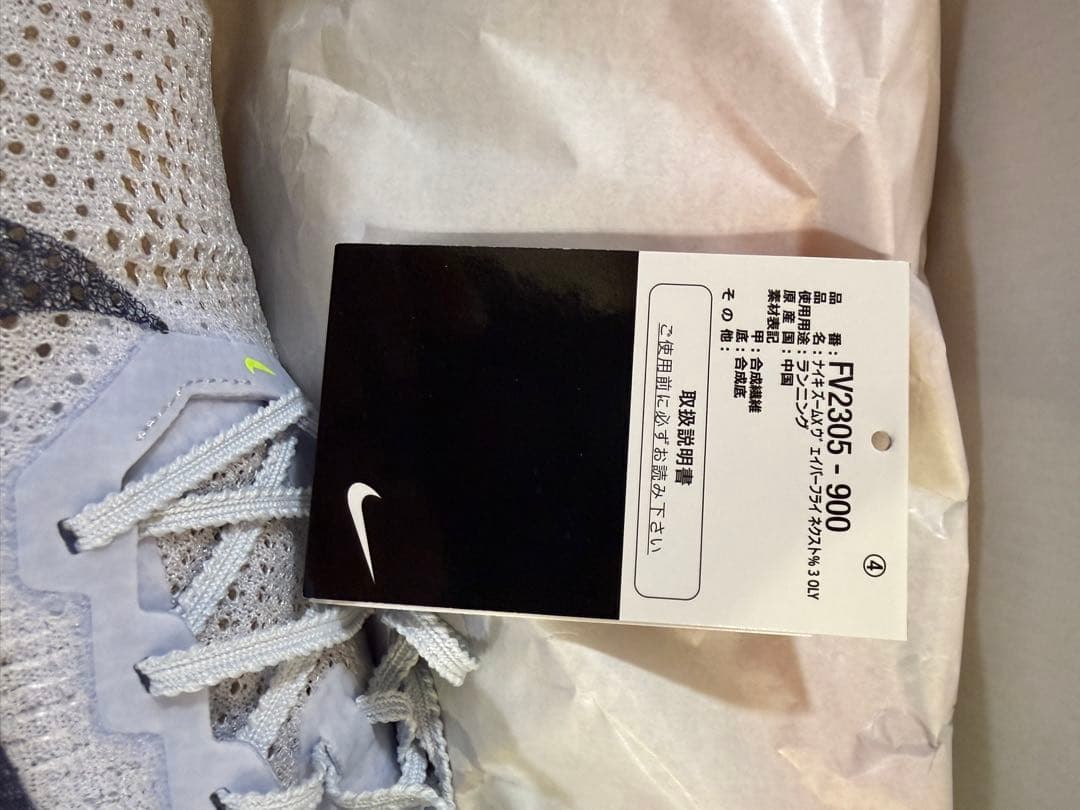 ④
品番:FV2305-900
品名:ナイキ ズームX ヴェイパーフライ ネクスト% 3 OLY
使用用途:ランニング
原産国:中国
素材表記 甲:合成繊維
底:合成底
その他:
取扱説明書
ご使用前に必ずお読み下さい